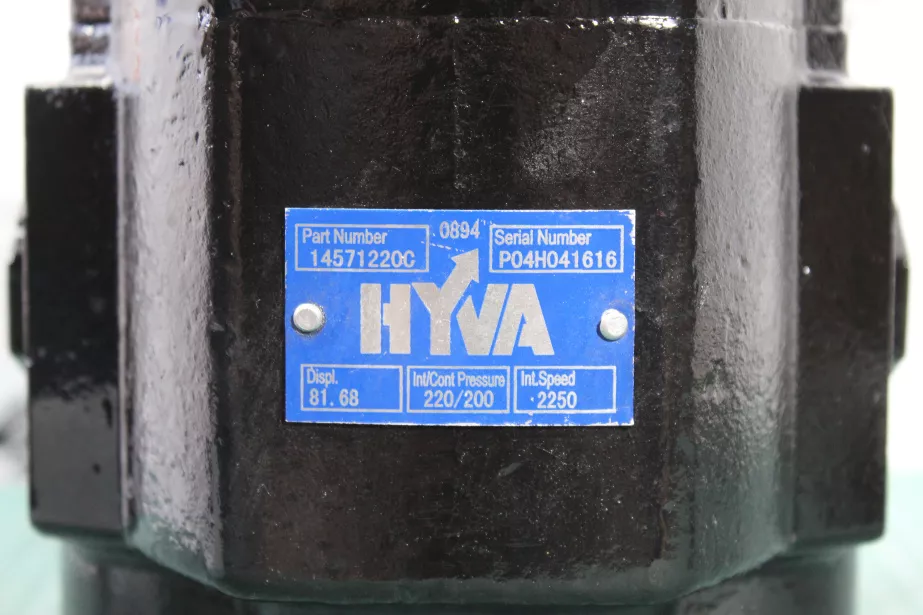 Part Number
14571220C
0894
Serial Number
P04H041616
HYVA
Displ.
81.68
Int/Cont Pressure
220/200
Int.Speed
2250